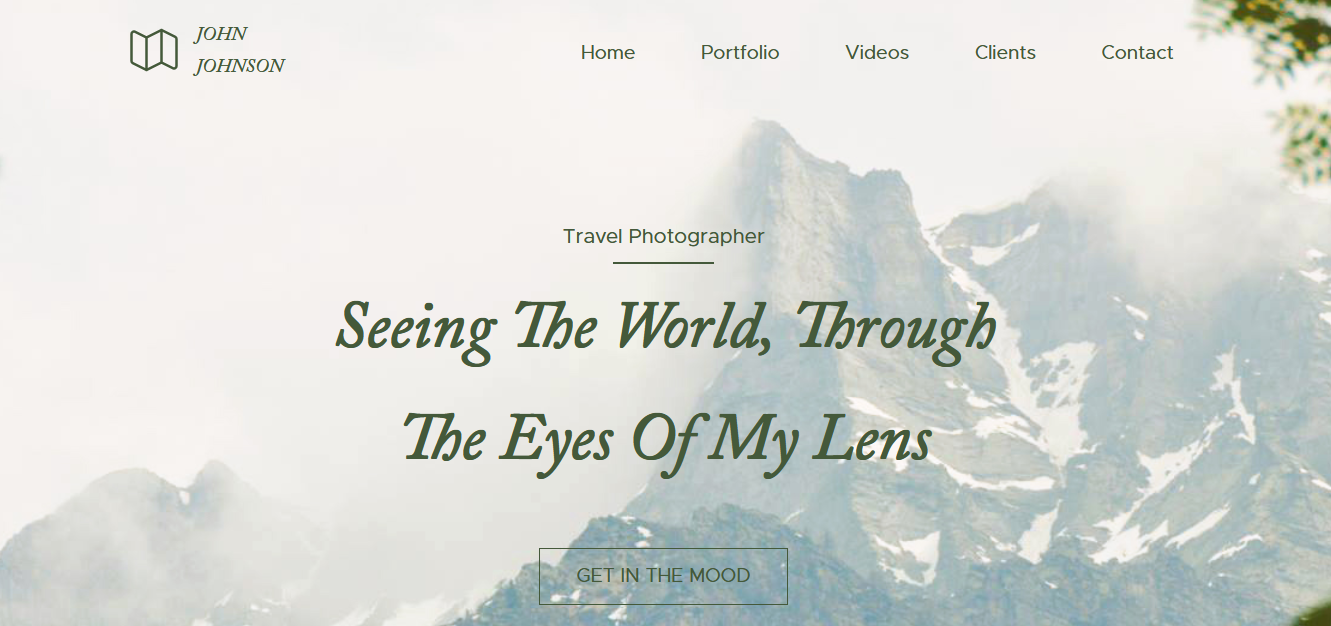 JOHN
JOHNSON
Home
Portfolio
Videos
Clients
Contact
Travel Photographer
Seeing The World, Through
The Eyes Of My Lens
GET IN THE MOOD